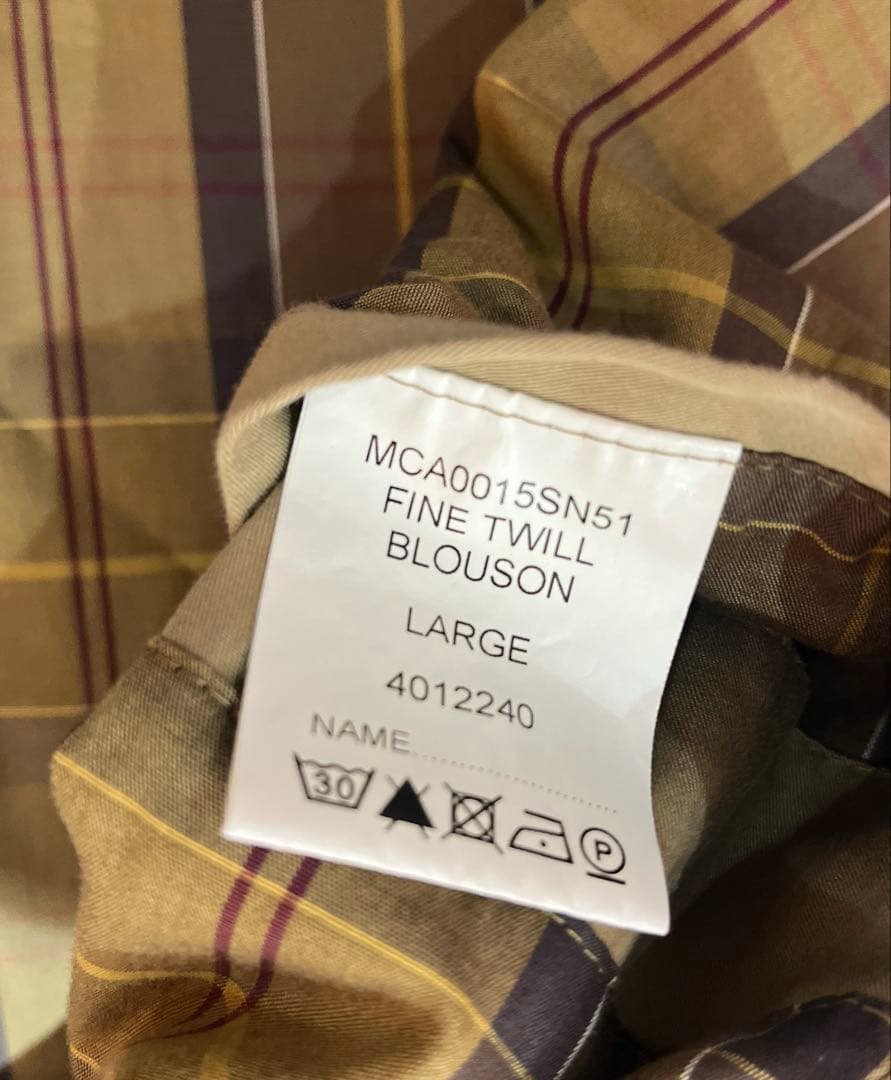 MCA0015SN51
FINE TWILL
BLOUSON
LARGE
4012240
NAME....................
30 P